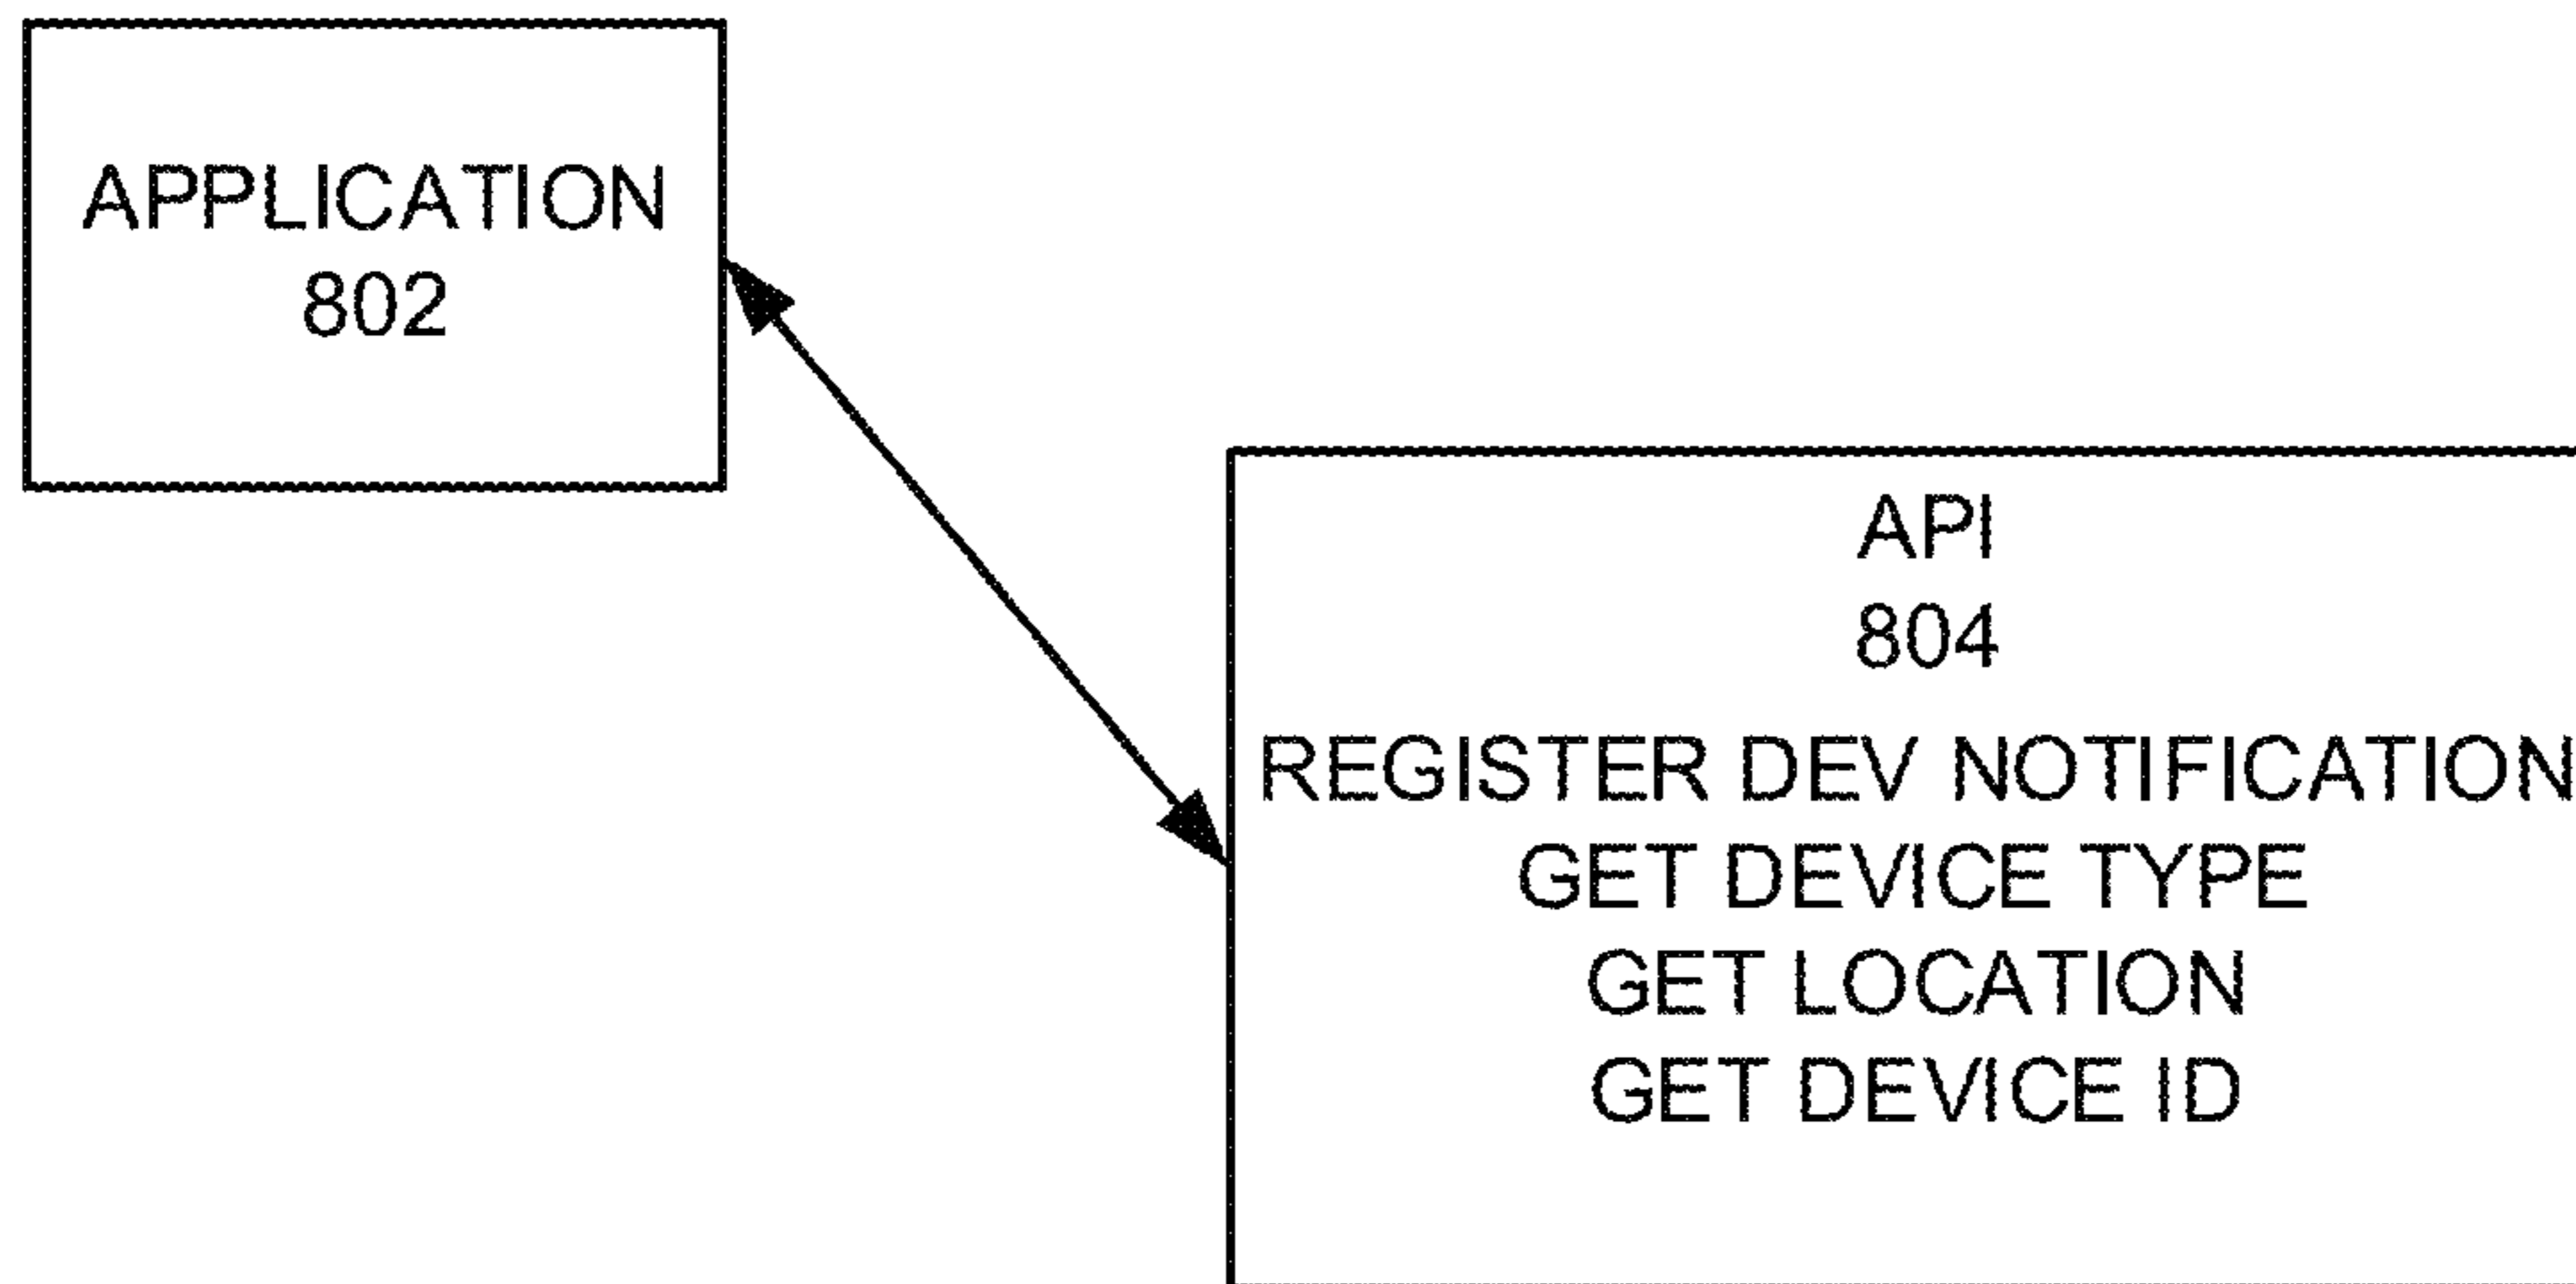 APPLICATION
802
API
804
REGISTER DEV NOTIFICATION
GET DEVICE TYPE
GET LOCATION
GET DEVICE ID